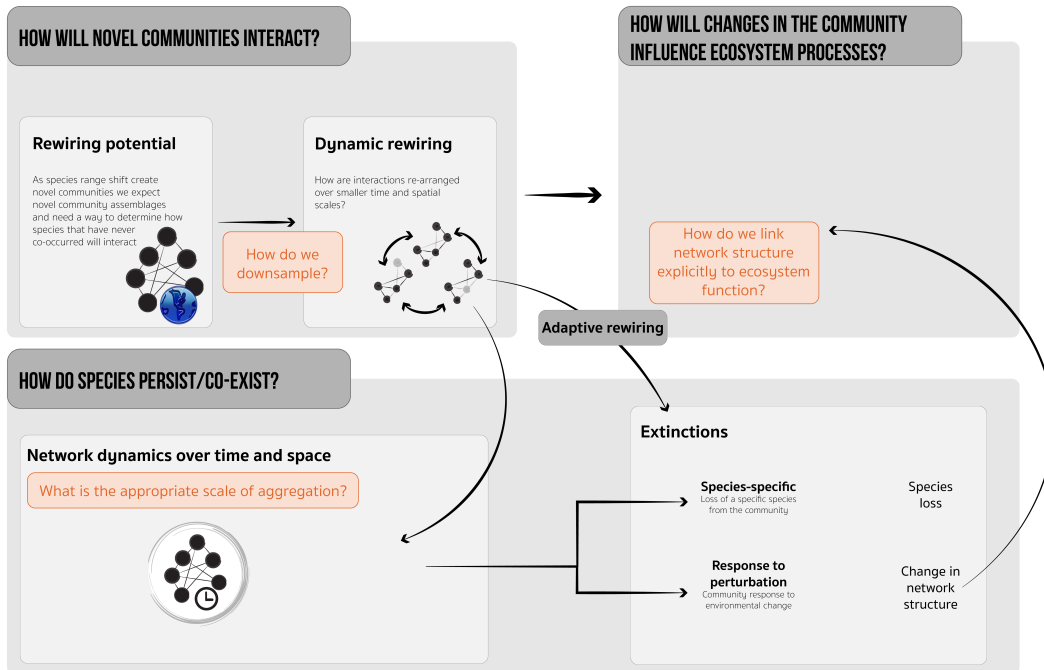 HOW WILL NOVEL COMMUNITIES INTERACT?
Rewiring potential
As species range shift create
novel communities we expect
novel community assemblages
and need a way to determine how
species that have never
co-occurred will interact
How do we
downsample?
Dynamic rewiring
How are interactions re-arranged
over smaller time and spatial
scales?
HOW WILL CHANGES IN THE COMMUNITY
INFLUENCE ECOSYSTEM PROCESSES?
How do we link
network structure
explicitly to ecosystem
function?
Adaptive rewiring
HOW DO SPECIES PERSIST/CO-EXIST?
Network dynamics over time and space
What is the appropriate scale of aggregation?
Extinctions
Species-specific
Loss of a specific species
from the community
Species
loss
Response to
perturbation
Community response to
environmental change
Change in
network
structure